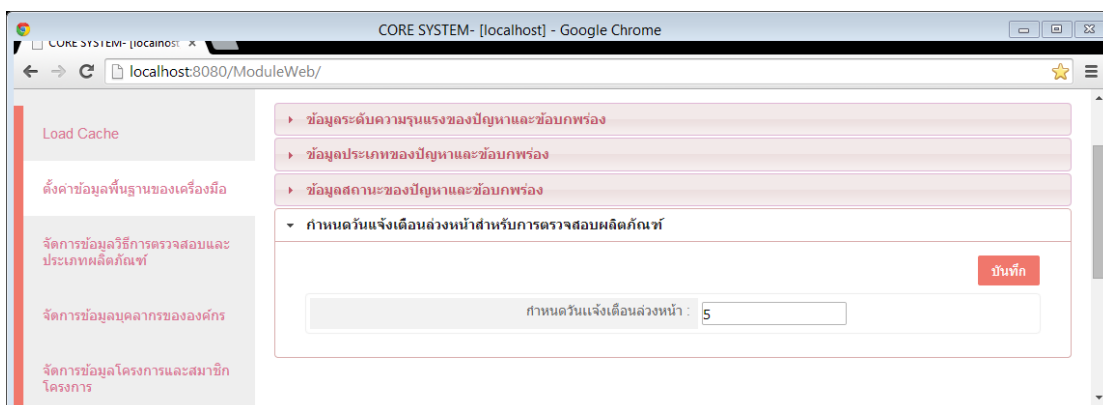 CORE SYSTEM- [localhost] - Google Chrome
CORE SYSTEM- [localhost
localhost:8080/ModuleWeb/
Load Cache
ตั้งค่าข้อมูลพื้นฐานของเครื่องมือ
จัดการข้อมูลวิธีการตรวจสอบและ
ประเภทผลิตภัณฑ์
จัดการข้อมูลบุคลากรขององค์กร
จัดการข้อมูลโครงการและสมาชิก
โครงการ
ข้อมูลระดับความรุนแรงของปัญหาและข้อบกพร่อง
ข้อมูลประเภทของปัญหาและข้อบกพร่อง
ข้อมูลสถานะของปัญหาและข้อบกพร่อง
กำหนดวันแจ้งเตือนล่วงหน้าสำหรับการตรวจสอบผลิตภัณฑ์
บันทึก
กำหนดวันแจ้งเตือนล่วงหน้า : 5